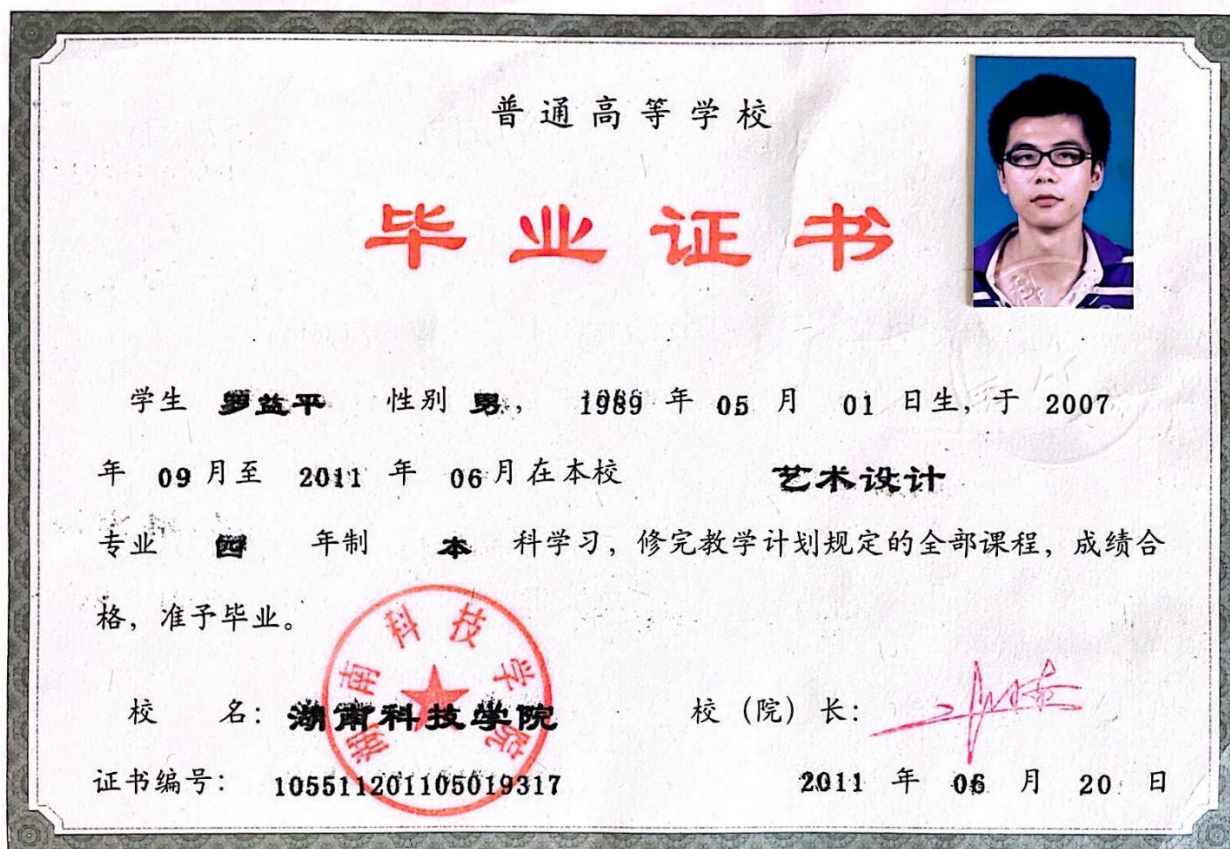 普通高等学校
毕业证书
学生 罗益平 性别 男, 1989 年 05 月 01 日生, 于 2007
年 09 月至 2011 年 06 月在本校 艺术设计
专业 四 年制 本 科学习, 修完教学计划规定的全部课程, 成绩合
格, 准予毕业。
湖南科技学院
校 名: 湖南科技学院 校 (院) 长:
证书编号: 105511201105019317 2011 年 06 月 20 日